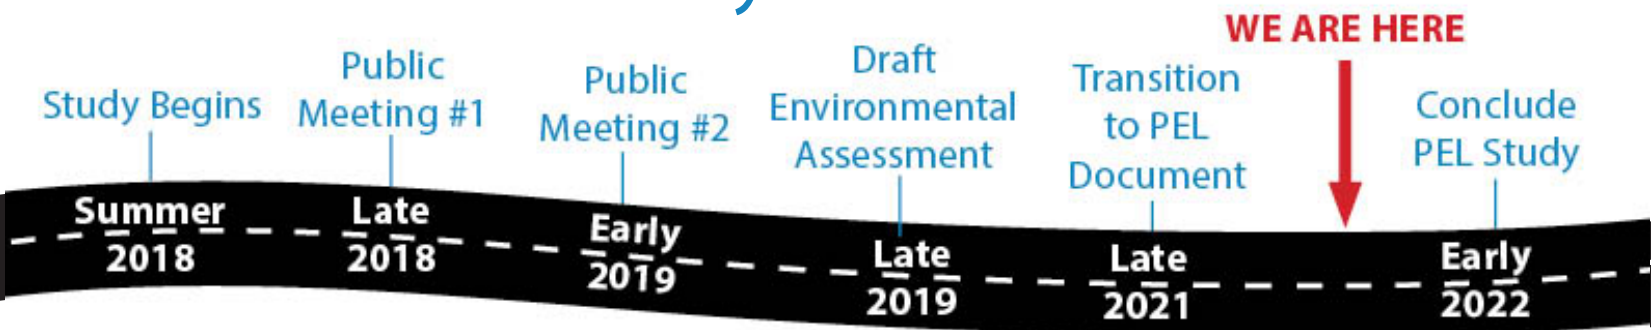 WE ARE HERE
Study Begins
Public
Meeting #1
Public
Meeting #2
Draft
Environmental
Assessment
Transition
to PEL
Document
Conclude
PEL Study
Summer
2018
Late
2018
Early
2019
Late
2019
Late
2021
Early
2022